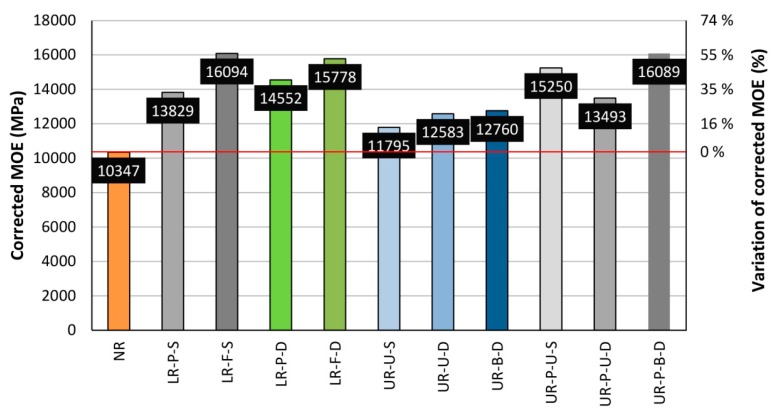 Corrected MOE (MPa)
18000
16000
14000
12000
10000
8000
6000
4000
2000
0
10347
13829
16094
14552
15778
11795
12583
12760
15250
13493
16089
NR
LR-P-S
LR-F-S
LR-P-D
LR-F-D
UR-U-S
UR-U-D
UR-B-D
UR-P-U-S
UR-P-U-D
UR-P-B-D
74 %
55 %
35 %
16 %
0 %
Variation of corrected MOE (%)